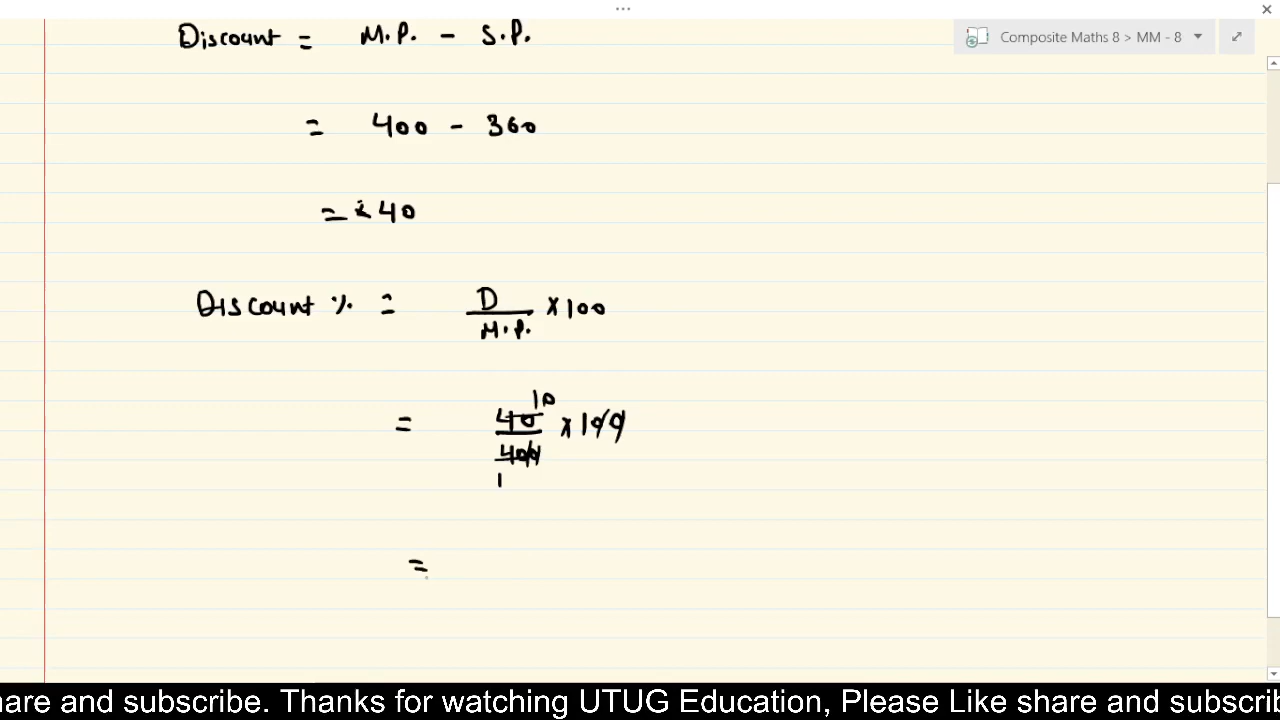 ...
Discount = M.P. - S.P.
Composite Maths 8 > MM - 8
= 400 - 360
= ₹ 40
Discount % = D/M.P. × 100
10
= 40/400 × 100
1
=
hare and subscribe. Thanks for watching UTUG Education, Please Like share and subscri